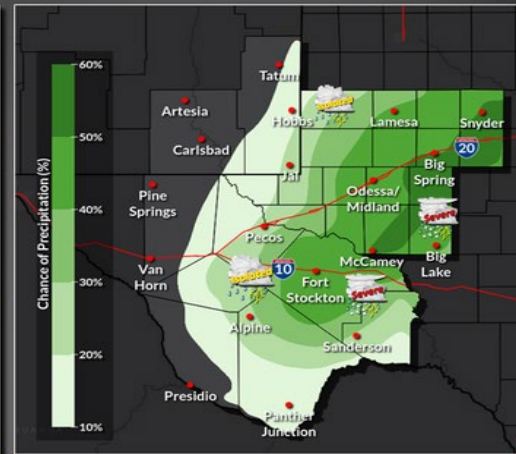 Chance of Precipitation(%)
60%
50%
40%
30%
20%
10%
Tatum
Artesia
Hobbs
Isolated
Lamesa
Snyder
Carlsbad
20
Jal
Big
Spring
Pine
Springs
Odessa/
Midland
Severe
Pecos
Van
Horn
Isolated
10
McCamey
Big
Lake
Fort
Stockton
Severe
Alpine
Sanderson
Presidio
Panther
Junction